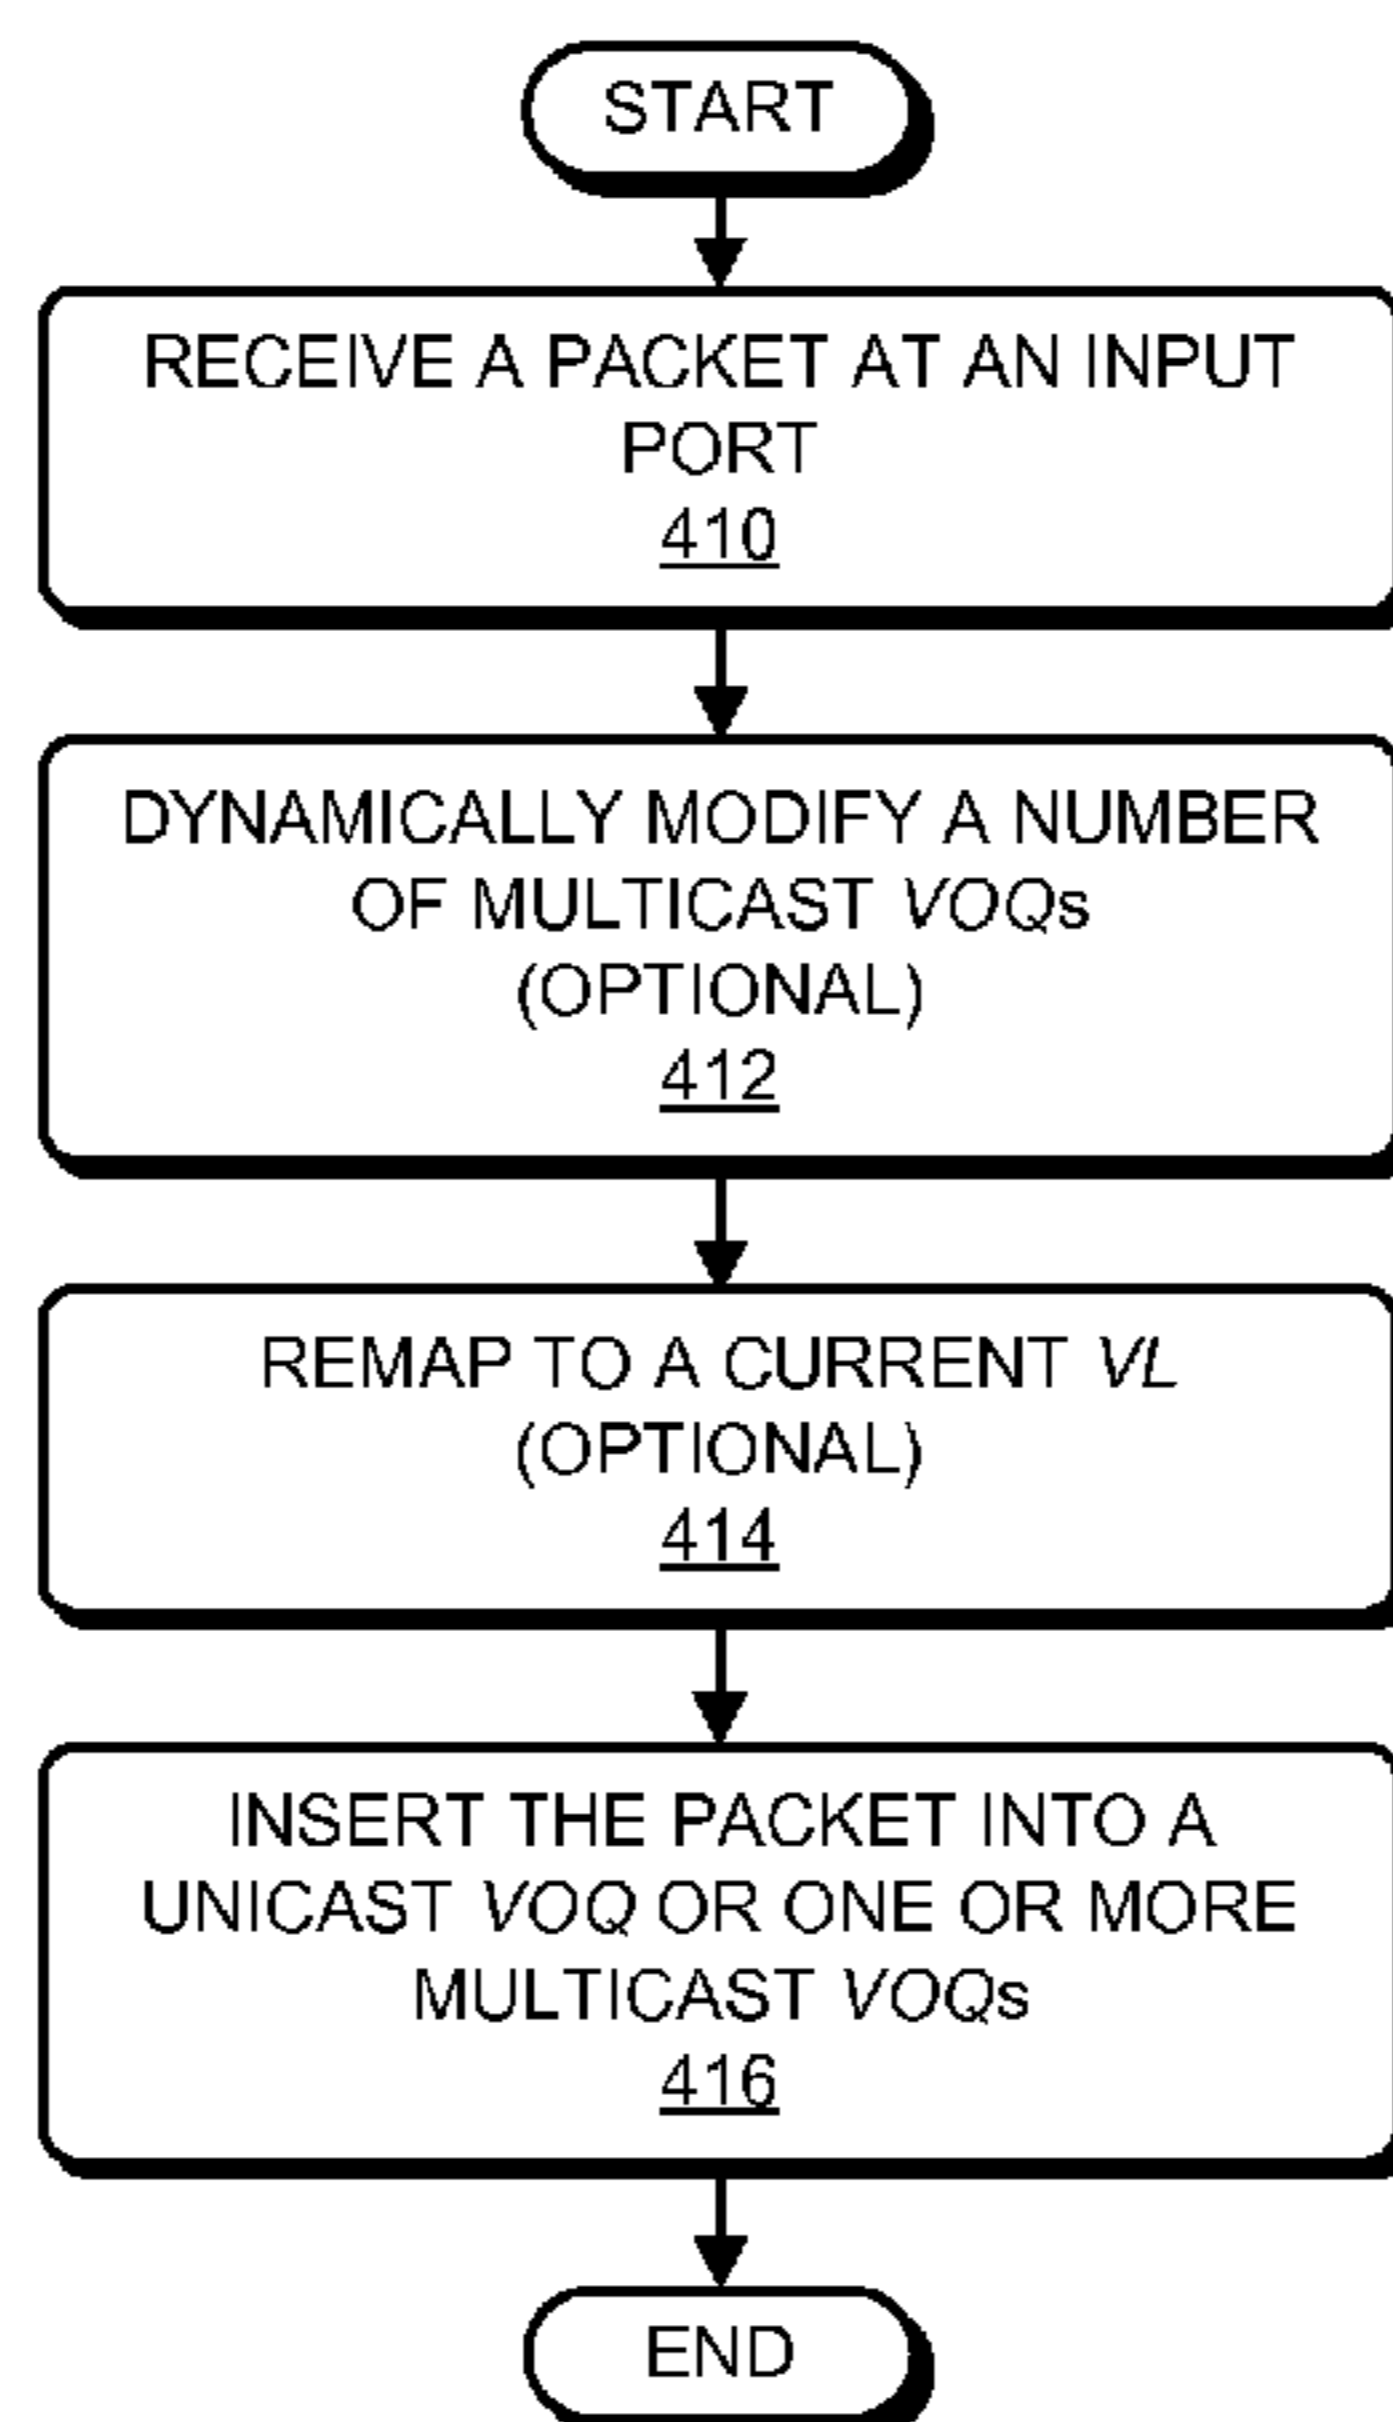 START
RECEIVE A PACKET AT AN INPUT
PORT
410
DYNAMICALLY MODIFY A NUMBER
OF MULTICAST VOQs
(OPTIONAL)
412
REMAP TO A CURRENT VL
(OPTIONAL)
414
INSERT THE PACKET INTO A
UNICAST VOQ OR ONE OR MORE
MULTICAST VOQs
416
END